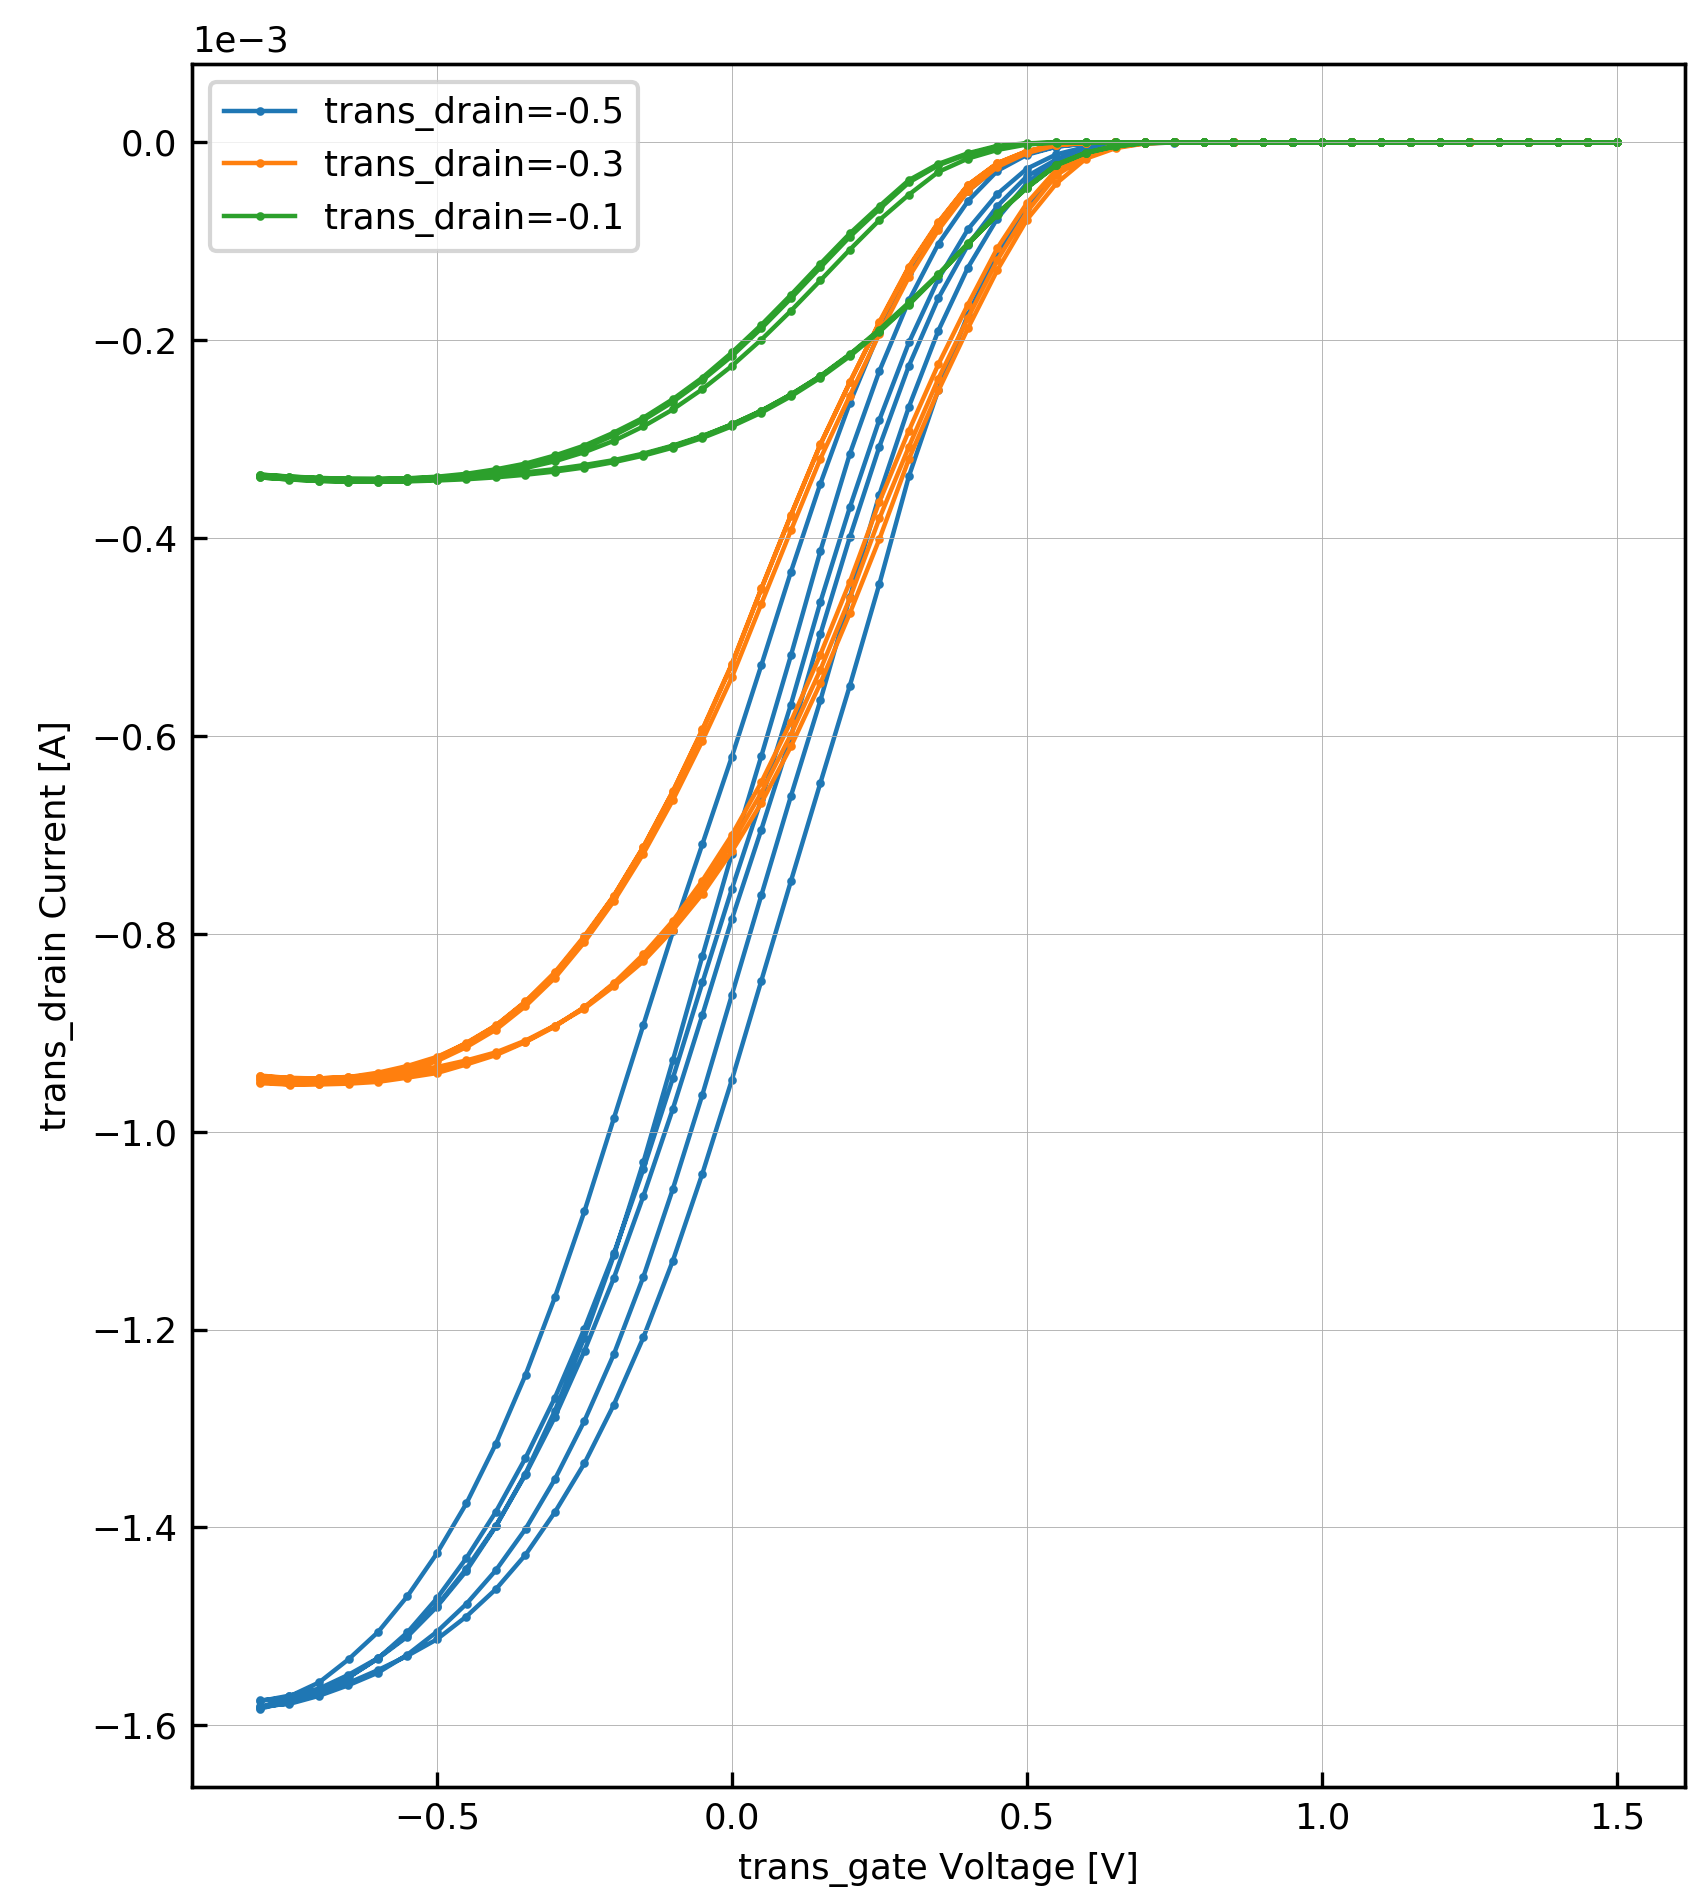 1e−3
trans_drain=-0.5
trans_drain=-0.3
trans_drain=-0.1
0.0
−0.2
−0.4
−0.6
−0.8
−1.0
−1.2
−1.4
−1.6
trans_drain Current [A]
−0.5
0.0
0.5
1.0
1.5
trans_gate Voltage [V]